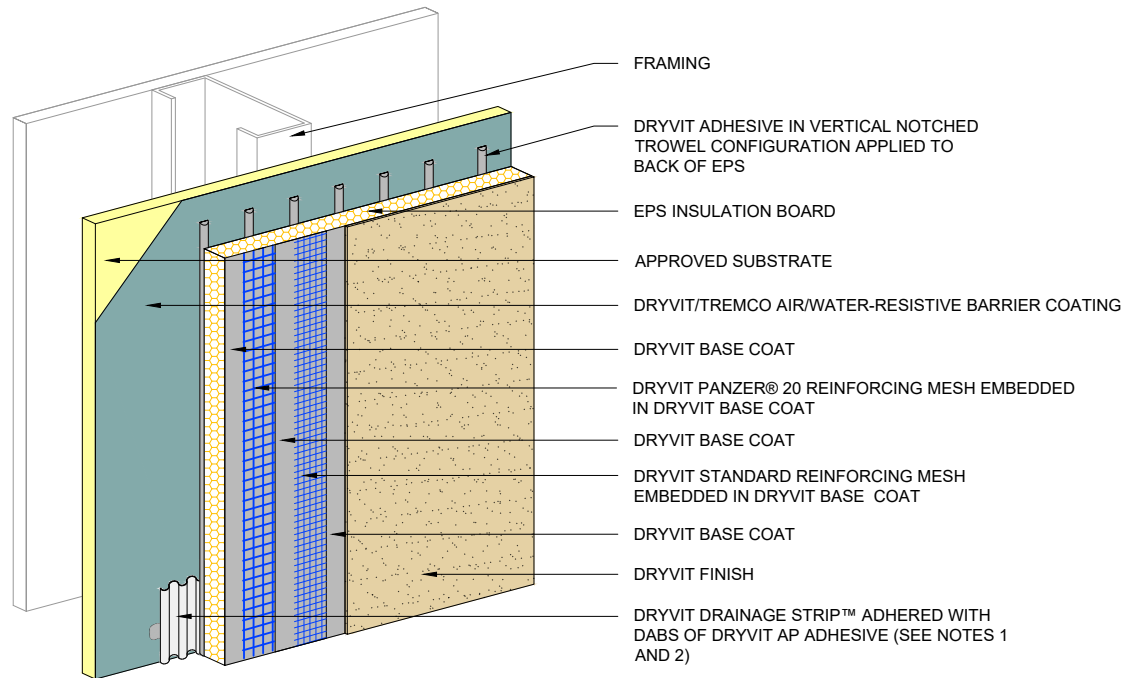 FRAMING
DRYVIT ADHESIVE IN VERTICAL NOTCHED
TROWEL CONFIGURATION APPLIED TO
BACK OF EPS
EPS INSULATION BOARD
APPROVED SUBSTRATE
DRYVIT/TREMCO AIR/WATER-RESISTIVE BARRIER COATING
DRYVIT BASE COAT
DRYVIT PANZER® 20 REINFORCING MESH EMBEDDED
IN DRYVIT BASE COAT
DRYVIT BASE COAT
DRYVIT STANDARD REINFORCING MESH
EMBEDDED IN DRYVIT BASE COAT
DRYVIT BASE COAT
DRYVIT FINISH
DRYVIT DRAINAGE STRIP™ ADHERED WITH
DABS OF DRYVIT AP ADHESIVE (SEE NOTES 1
AND 2)